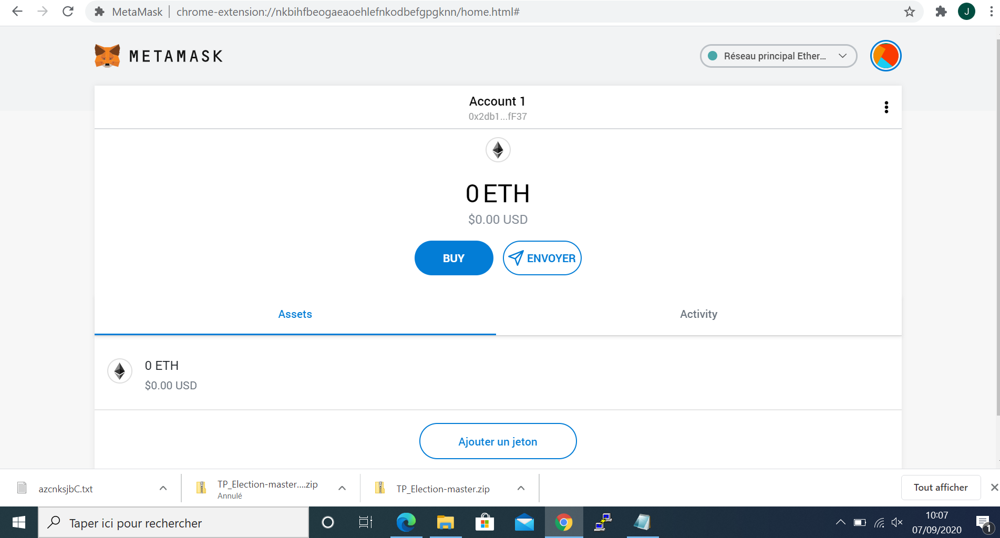 MetaMask | chrome-extension://nkbihfbeogaeaoehlefnkodbefgpgknn/home.html#
J
METAMASK
Réseau principal Ether...
Account 1
0x2db1...fF37
0 ETH
$0.00 USD
BUY
ENVOYER
Assets
Activity
0 ETH
$0.00 USD
Ajouter un jeton
azcnksjbC.txt
TP_Election-master....zip
Annulé
TP_Election-master.zip
Tout afficher
Taper ici pour rechercher
10:07
07/09/2020
1